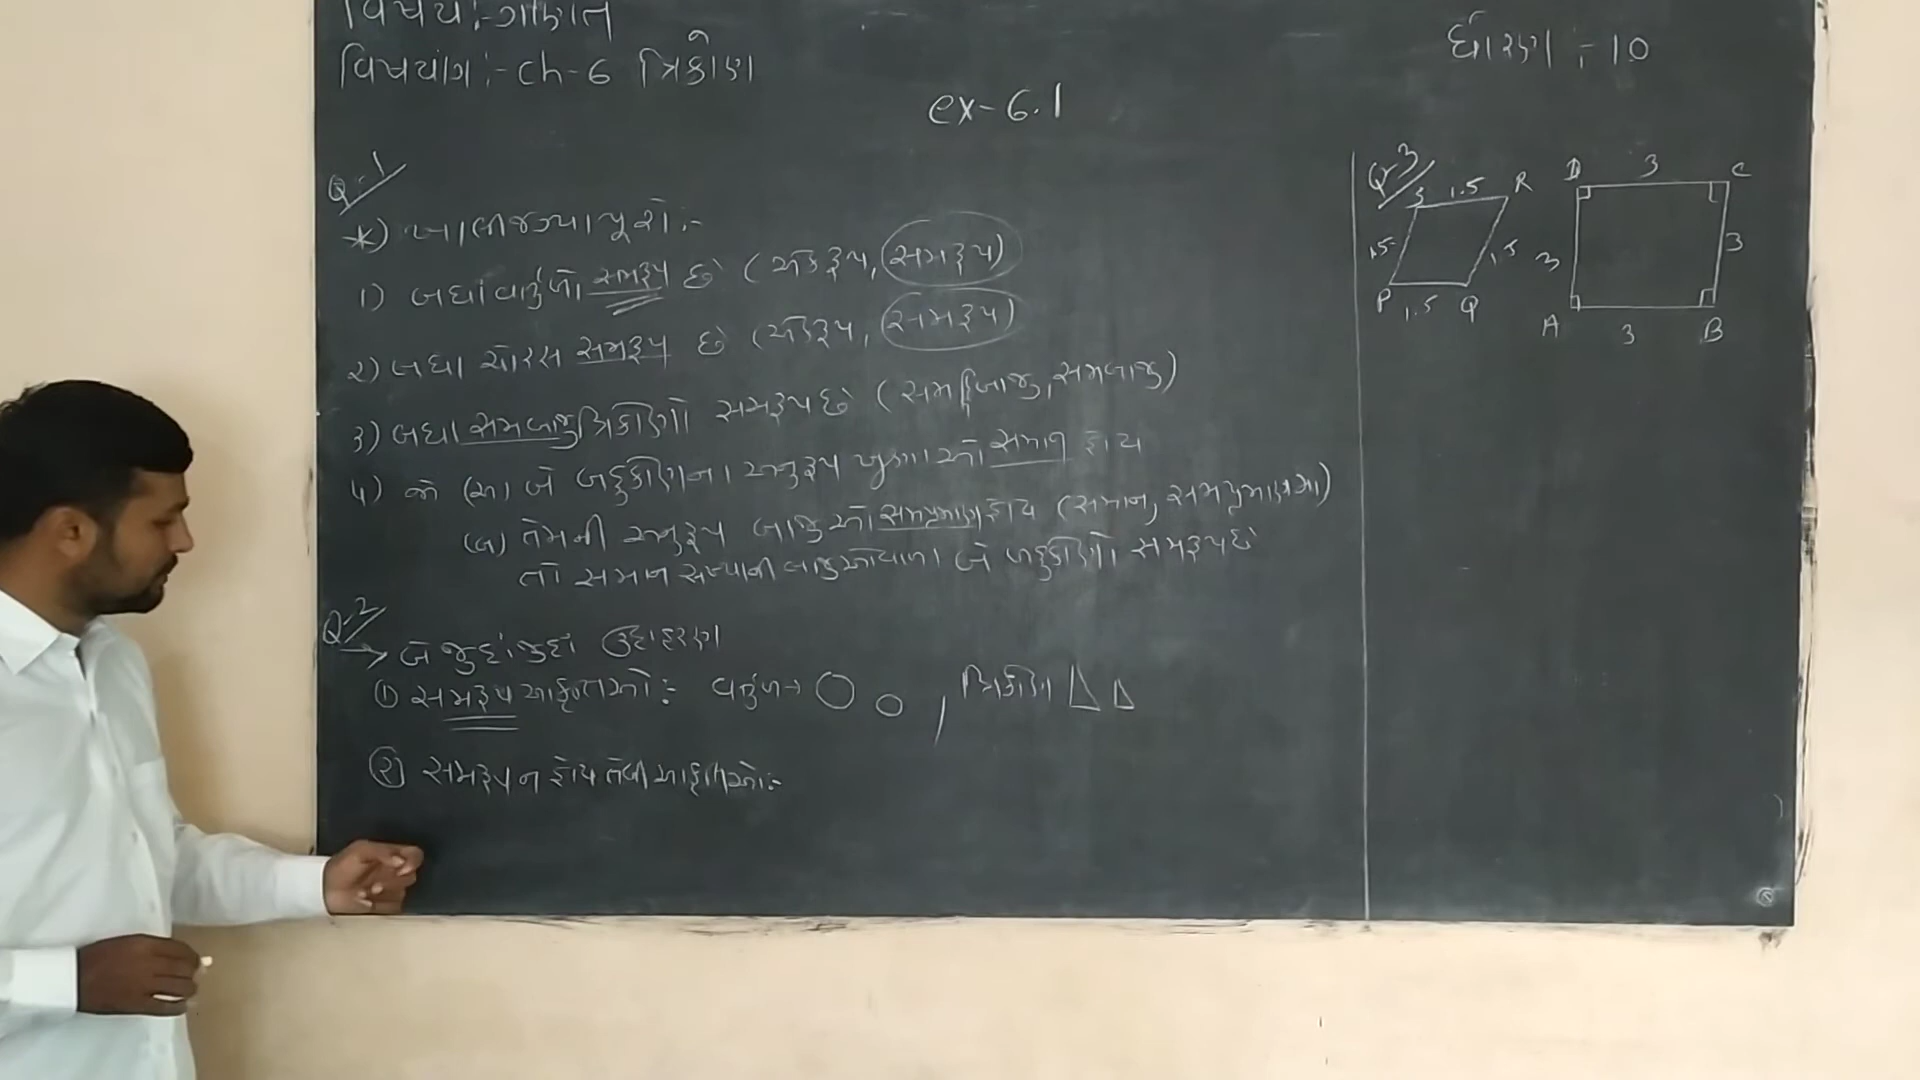 વિષય:-ગણિત
વિષયાંગ:-ch-6 ત્રિકોણ
ધોરણ:-10
ex-6.1
Q-1
*) ખાલી જગ્યા પૂરો:-
1) બધાં વર્તુળો સમરૂપ છે (એકરૂપ, સમરૂપ)
૨) બધા ચોરસ સમરૂપ છે (એકરૂપ, સમરૂપ)
૩) બધા સમબાજુ ત્રિકોણો સમરૂપ છે (સમદ્વિબાજુ, સમબાજુ)
૪) જો (અ) બે બહુકોણના અનુરૂપ ખૂણાઓ સમાન હોય
(બ) તેમની અનુરૂપ બાજુઓ સમપ્રમાણ હોય (સમાન, સમપ્રમાણમાં)
તો સમાન સંખ્યાની બાજુઓવાળા બે બહુકોણો સમરૂપ છે
Q-2
→ બે જુદાં જુદાં ઉદાહરણ
① સમરૂપ આકૃતિઓ:- વર્તુળ→ , ત્રિકોણ
② સમરૂપ ન હોય તેવી આકૃતિઓ:-
Q-3
S 1.5 R
1.5 1.5
P 1.5 Q
D 3 C
3 3
A 3 B